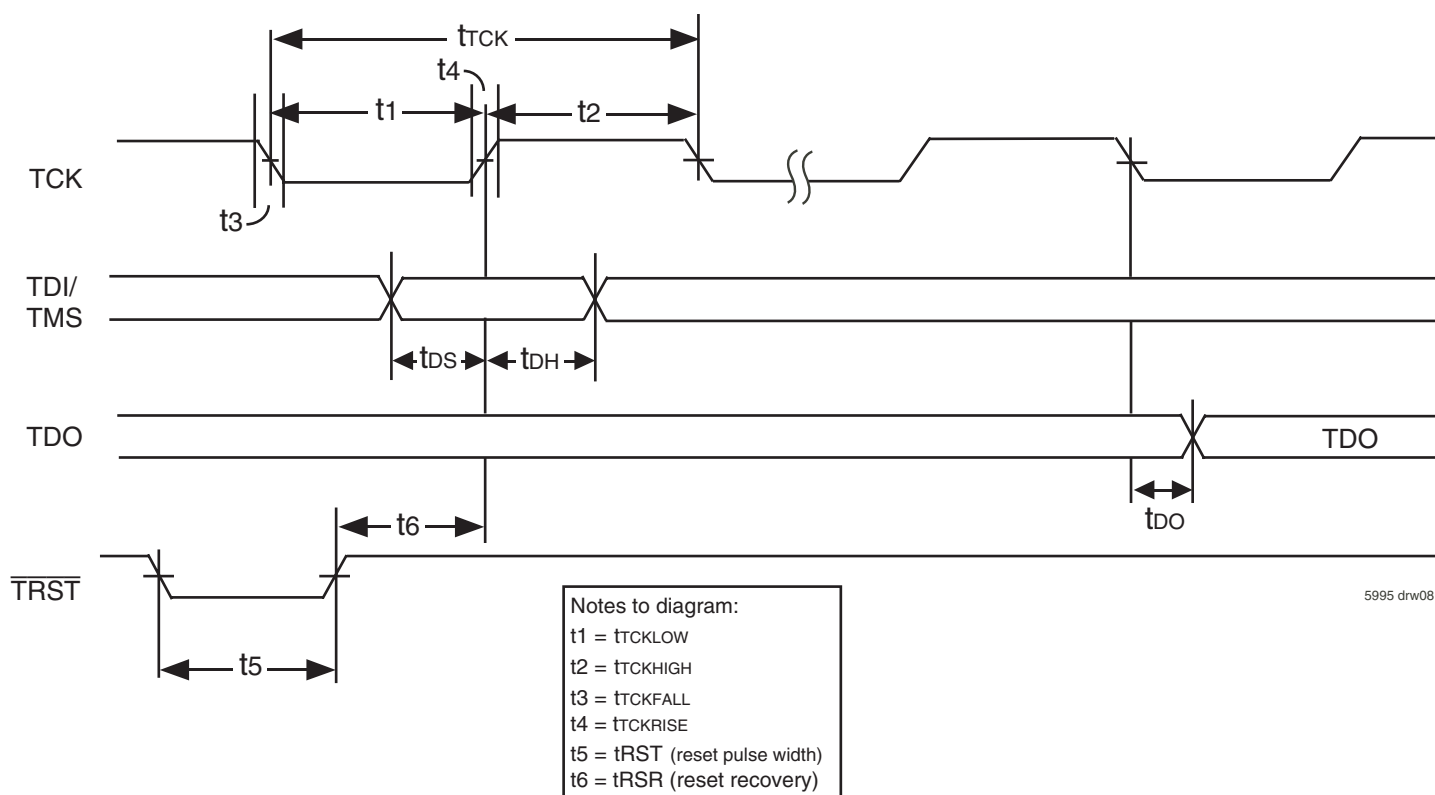 tTCK
t4
t1
t2
TCK
t3
TDI/
TMS
tDS
tDH
TDO
TDO
tDO
t6
TRST
5995 drw08
t5
Notes to diagram:
t1 = tTCKLOW
t2 = tTCKHIGH
t3 = tTCKFALL
t4 = tTCKRISE
t5 = tRST (reset pulse width)
t6 = tRSR (reset recovery)